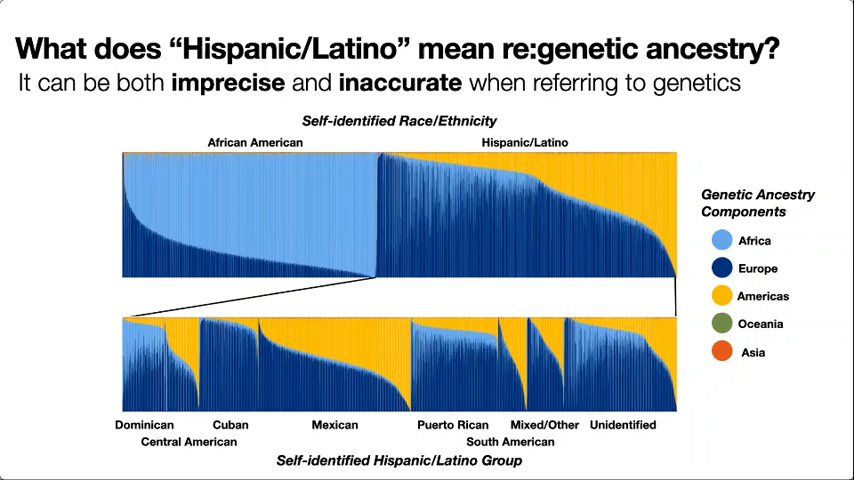 What does “Hispanic/Latino” mean re:genetic ancestry?
It can be both imprecise and inaccurate when referring to genetics
Self-identified Race/Ethnicity
African American
Hispanic/Latino
Genetic Ancestry
Components
Africa
Europe
Americas
Oceania
Asia
Dominican
Cuban
Mexican
Puerto Rican
Mixed/Other
Unidentified
Central American
South American
Self-identified Hispanic/Latino Group